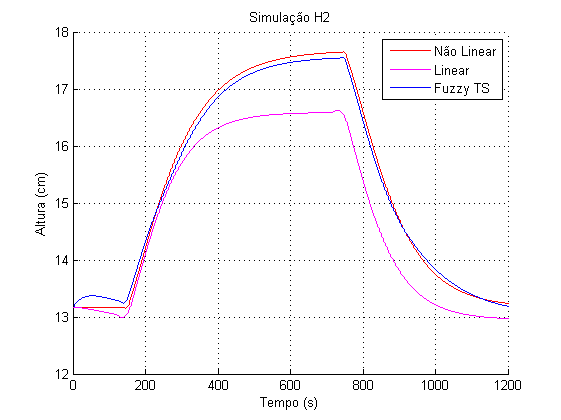 Simulação H2
Não Linear
Linear
Fuzzy TS
Altura (cm)
18
17
16
15
14
13
12
0 200 400 600 800 1000 1200
Tempo (s)